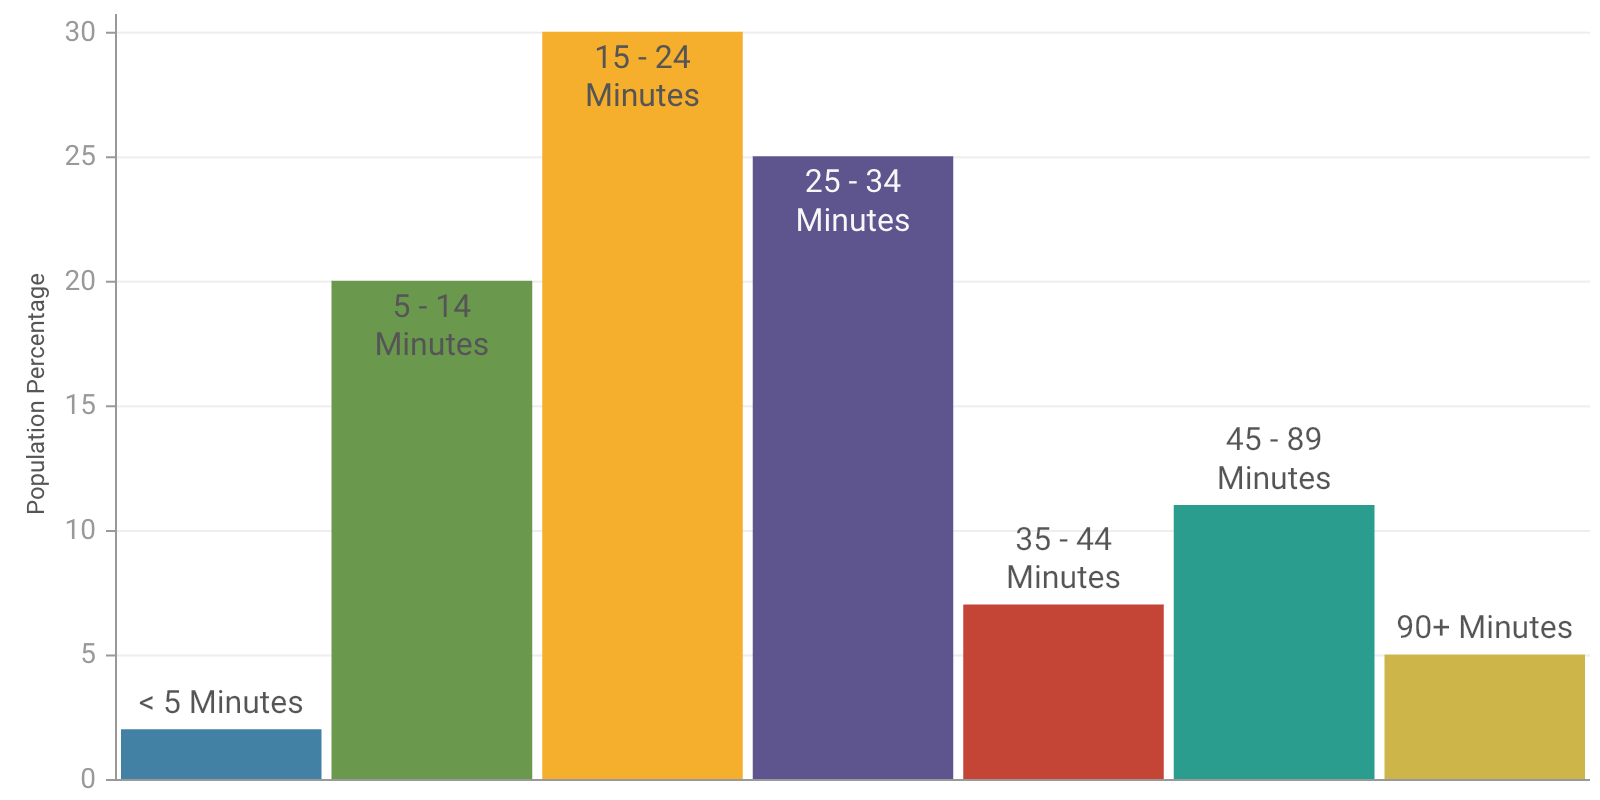 Population Percentage
30
25
20
15
10
5
0
< 5 Minutes
5 - 14
Minutes
15 - 24
Minutes
25 - 34
Minutes
35 - 44
Minutes
45 - 89
Minutes
90+ Minutes